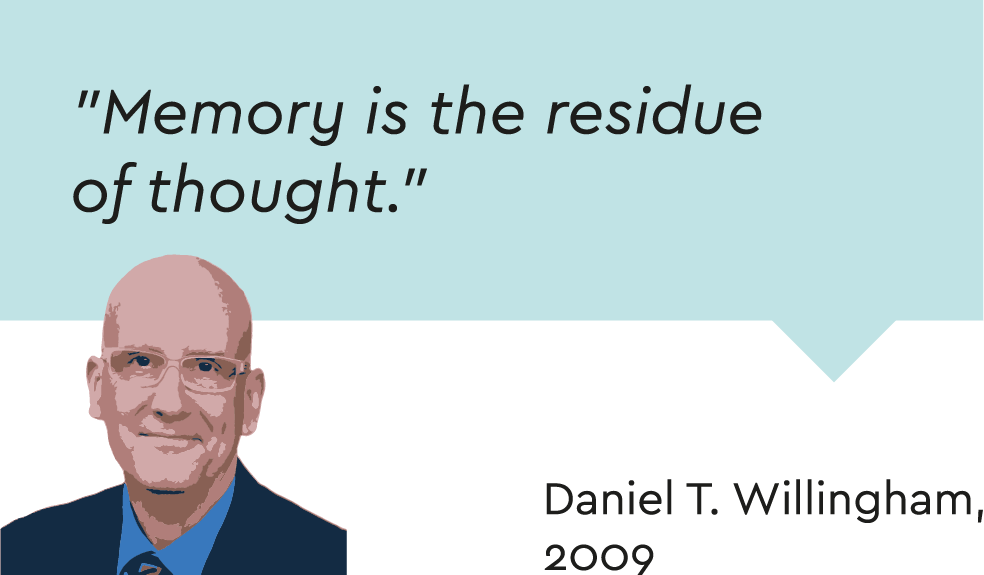 "Memory is the residue
of thought."
Daniel T. Willingham,
2009